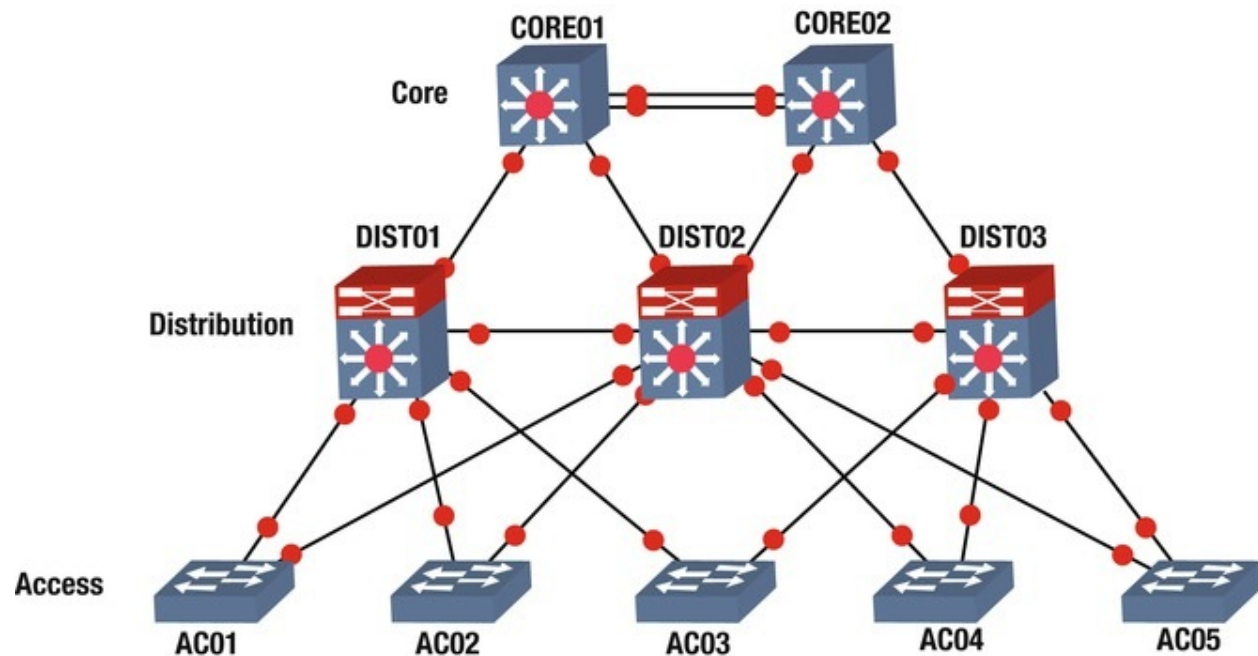 CORE01
CORE02
Core
DIST01
DIST02
DIST03
Distribution
Access
AC01
AC02
AC03
AC04
AC05